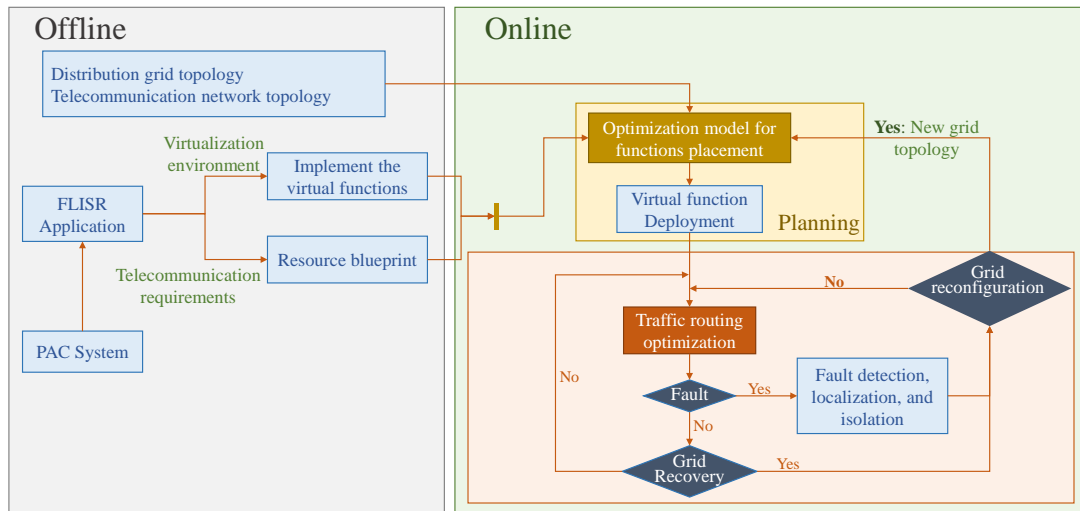 Offline
Distribution grid topology
Telecommunication network topology
Virtualization
environment
Implement the
virtual functions
FLISR
Application
Resource blueprint
Telecommunication
requirements
PAC System
Online
Optimization model for
functions placement
Yes: New grid
topology
Virtual function
Deployment
Planning
Grid
reconfiguration
No
Traffic routing
optimization
No
Fault
Yes
Fault detection,
localization, and
isolation
No
Grid
Recovery
Yes